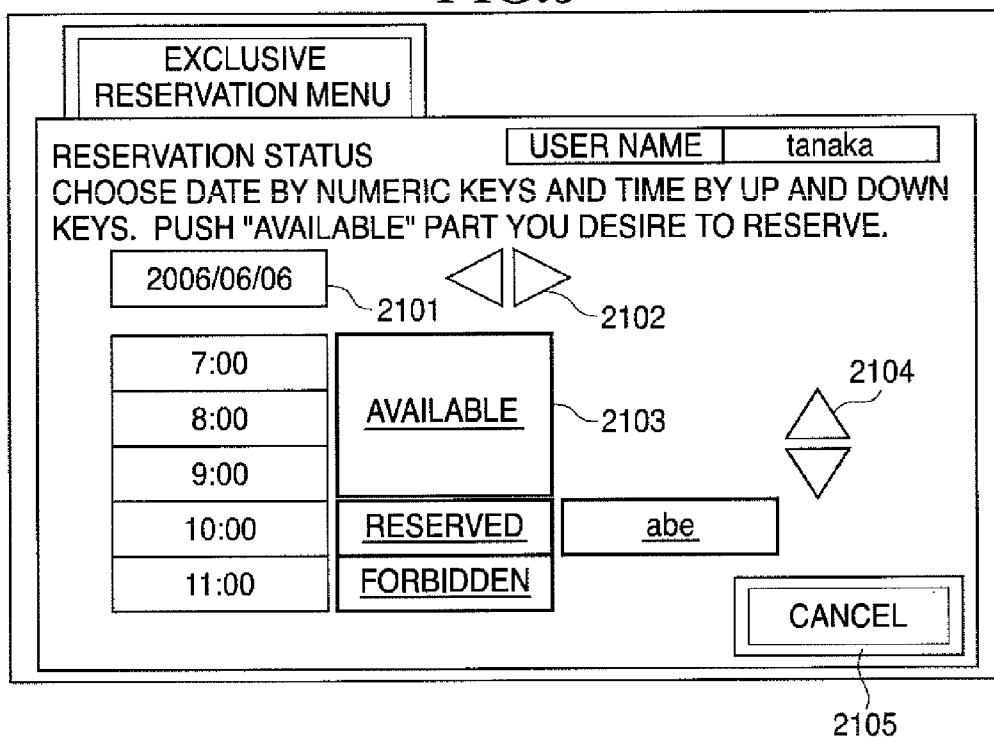 EXCLUSIVE
RESERVATION MENU
RESERVATION STATUS
USER NAME tanaka
CHOOSE DATE BY NUMERIC KEYS AND TIME BY UP AND DOWN
KEYS. PUSH "AVAILABLE" PART YOU DESIRE TO RESERVE.
2006/06/06
2101
2102
7:00
8:00
9:00
AVAILABLE
2103
2104
10:00 RESERVED abe
11:00 FORBIDDEN
CANCEL
2105